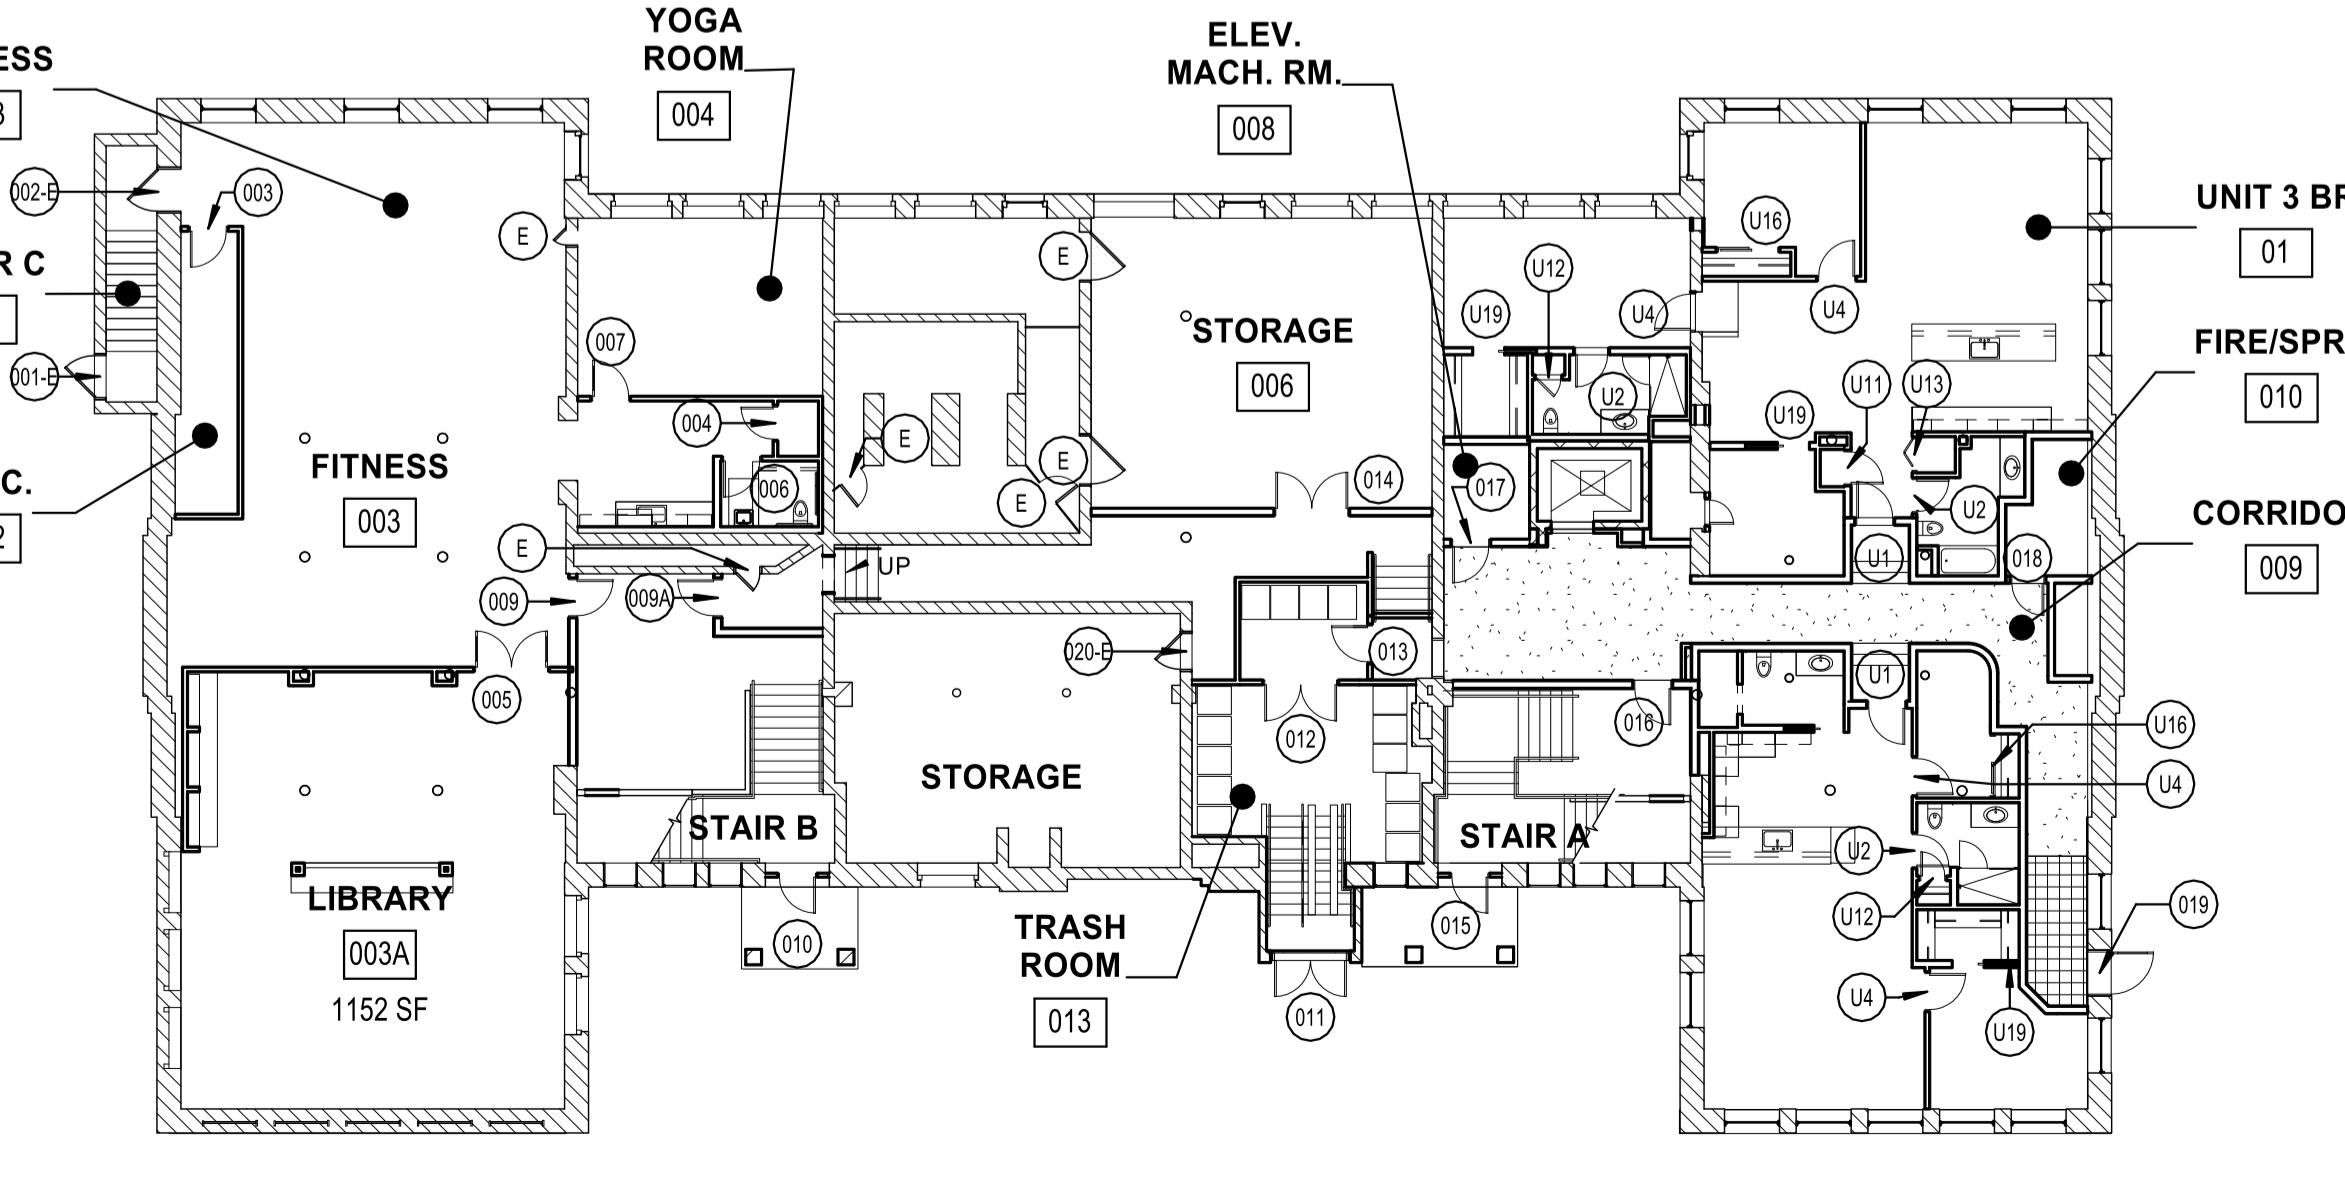 YOGA
ROOM
004
ELEV.
MACH. RM.
008
ESS
3
002-E
003
E
E
U16
UNIT 3 BR
01
R C
001-E
U12
U19
U4
U4
STORAGE
006
007
FIRE/SPR
010
U11
U13
U2
U19
004
E
E
FITNESS
003
C.
2
006
E
014
017
U2
CORRIDO
009
E
UP
U1
018
009
009A
020-E
013
005
U1
012
016
U16
STORAGE
U4
STAIR B
STAIR A
U2
LIBRARY
003A
1152 SF
U12
019
010
015
TRASH
ROOM
013
011
U4
U19